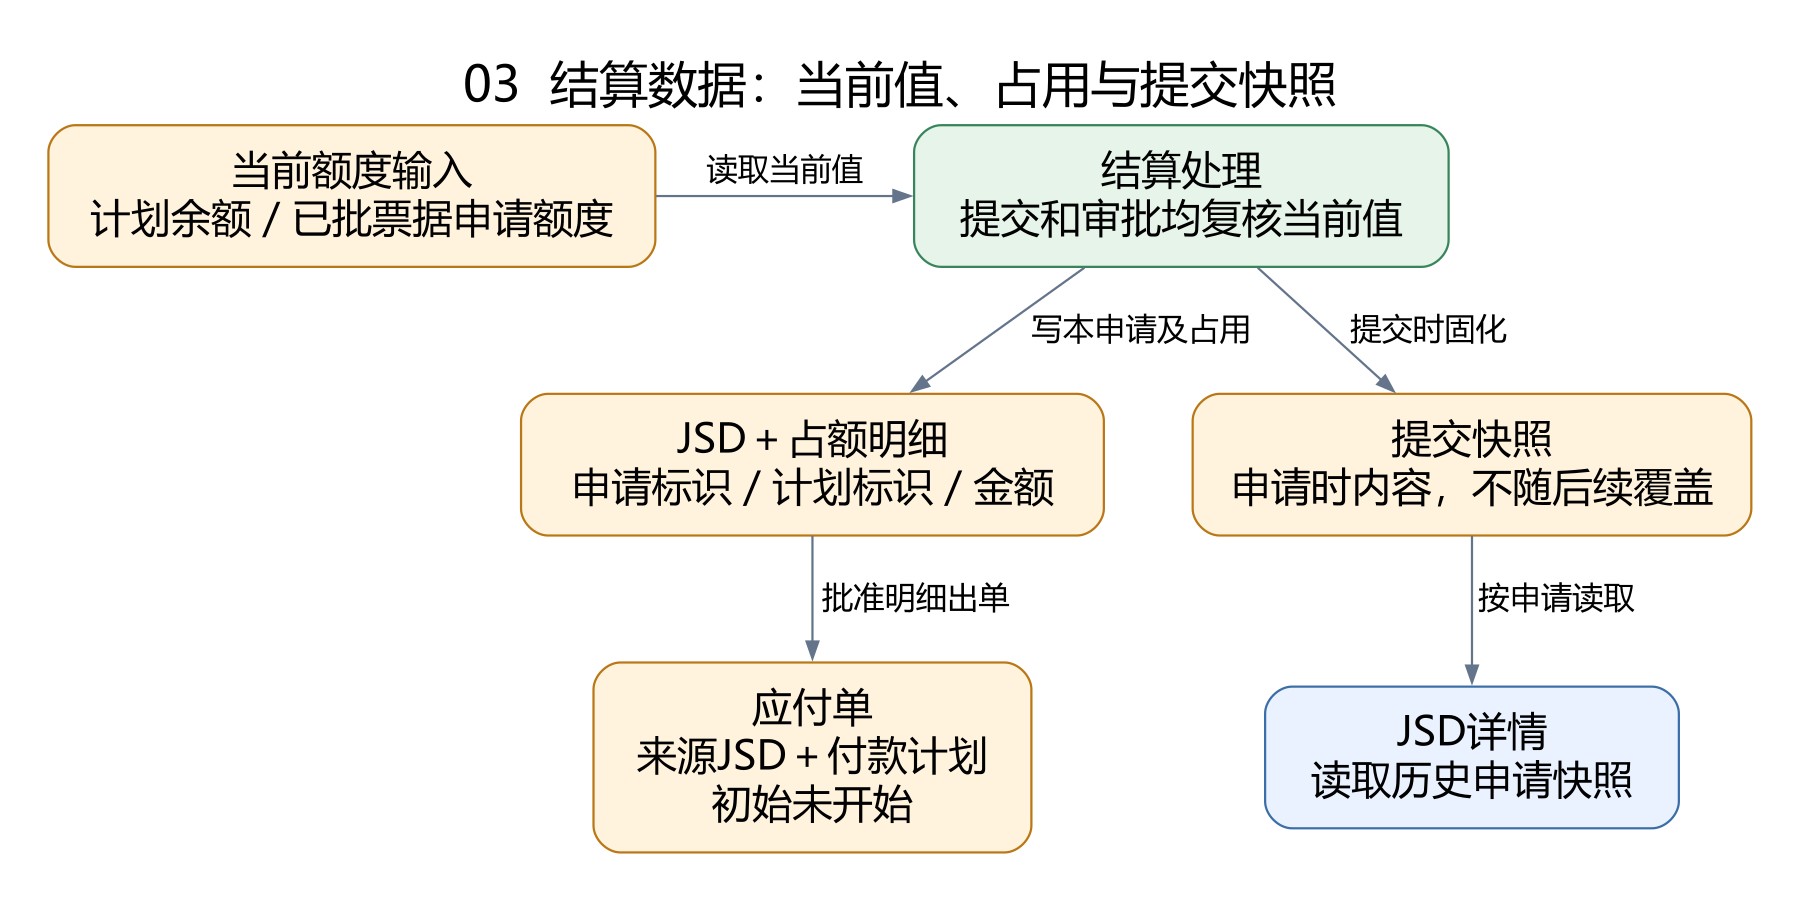 03 结算数据：当前值、占用与提交快照
当前额度输入
计划余额 / 已批票据申请额度
读取当前值
结算处理
提交和审批均复核当前值
写本申请及占用
提交时固化
JSD + 占额明细
申请标识 / 计划标识 / 金额
提交快照
申请时内容，不随后续覆盖
批准明细出单
按申请读取
应付单
来源JSD + 付款计划
初始未开始
JSD详情
读取历史申请快照